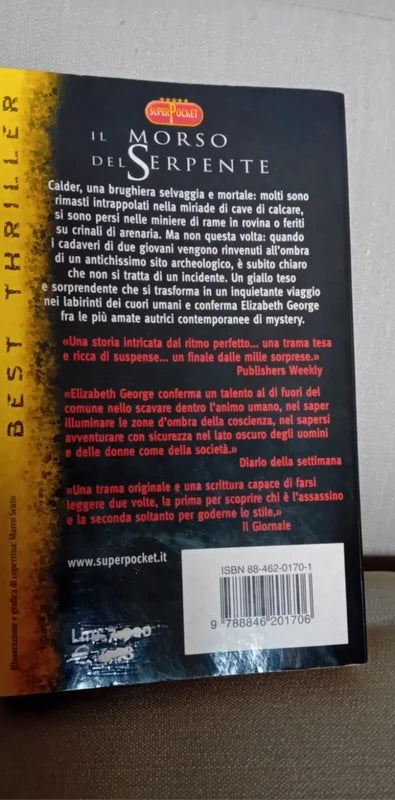 SUPERPOCKET
IL MORSO
DEL SERPENTE
Calder, una brughiera selvaggia e mortale: molti sono
rimasti intrappolati nella miriade di cave di calcare,
si sono persi nelle miniere di rame in rovina o feriti
su crinali di arenaria. Ma non questa volta: quando
i cadaveri di due giovani vengono rinvenuti all'ombra
di un antichissimo sito archeologico, è subito chiaro
che non si tratta di un incidente. Un giallo teso
e sorprendente che si trasforma in un inquietante viaggio
nei labirinti dei cuori umani e conferma Elizabeth George
fra le più amate autrici contemporanee di mystery.
«Una storia intricata dal ritmo perfetto... una trama tesa
e ricca di suspense... un finale dalle mille sorprese.»
Publishers Weekly
«Elizabeth George conferma un talento al di fuori del
comune nello scavare dentro l'animo umano, nel saper
illuminare le zone d'ombra della coscienza, nel sapersi
avventurare con sicurezza nel lato oscuro degli uomini
e delle donne come della società.»
Diario della settimana
«Una trama originale e una scrittura capace di farsi
leggere due volte, la prima per scoprire chi è l'assassino
e la seconda soltanto per goderne lo stile.»
Il Giornale
www.superpocket.it
ISBN 88-462-0170-1
9 788846 201706
Lit.
€
BEST THRILLER
Illustrazione e grafica di copertina: Marco Scuto